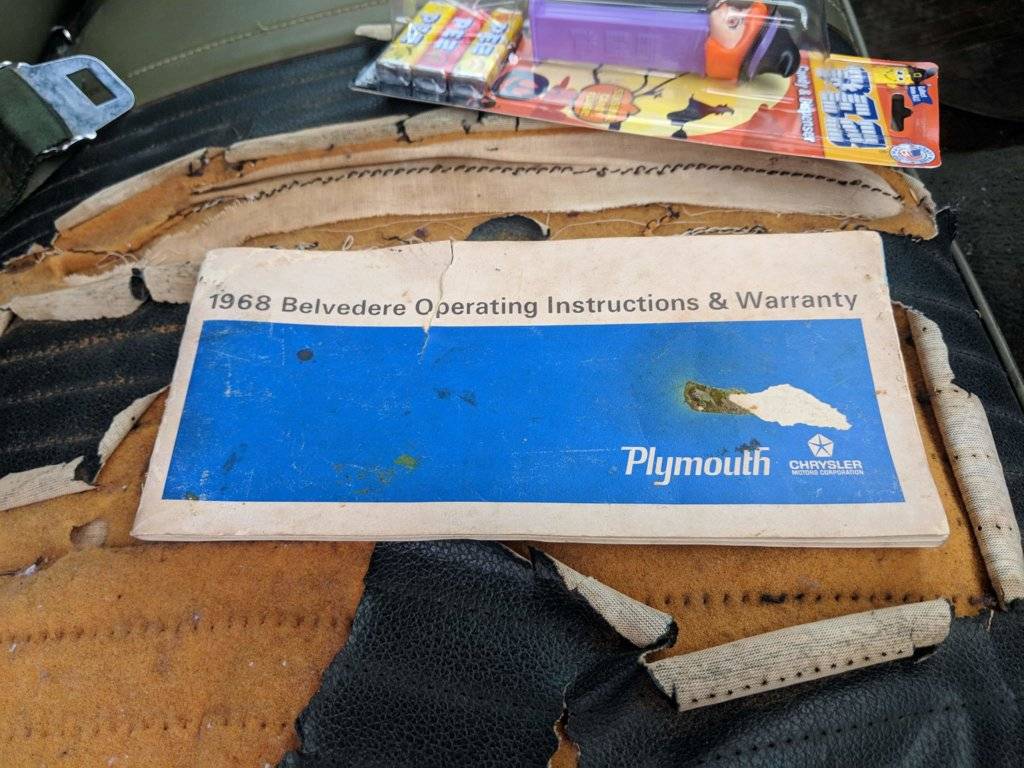 PEZ
PEZ
PEZ
PEZ
1968 Belvedere Operating Instructions & Warranty
Plymouth
CHRYSLER
MOTORS CORPORATION